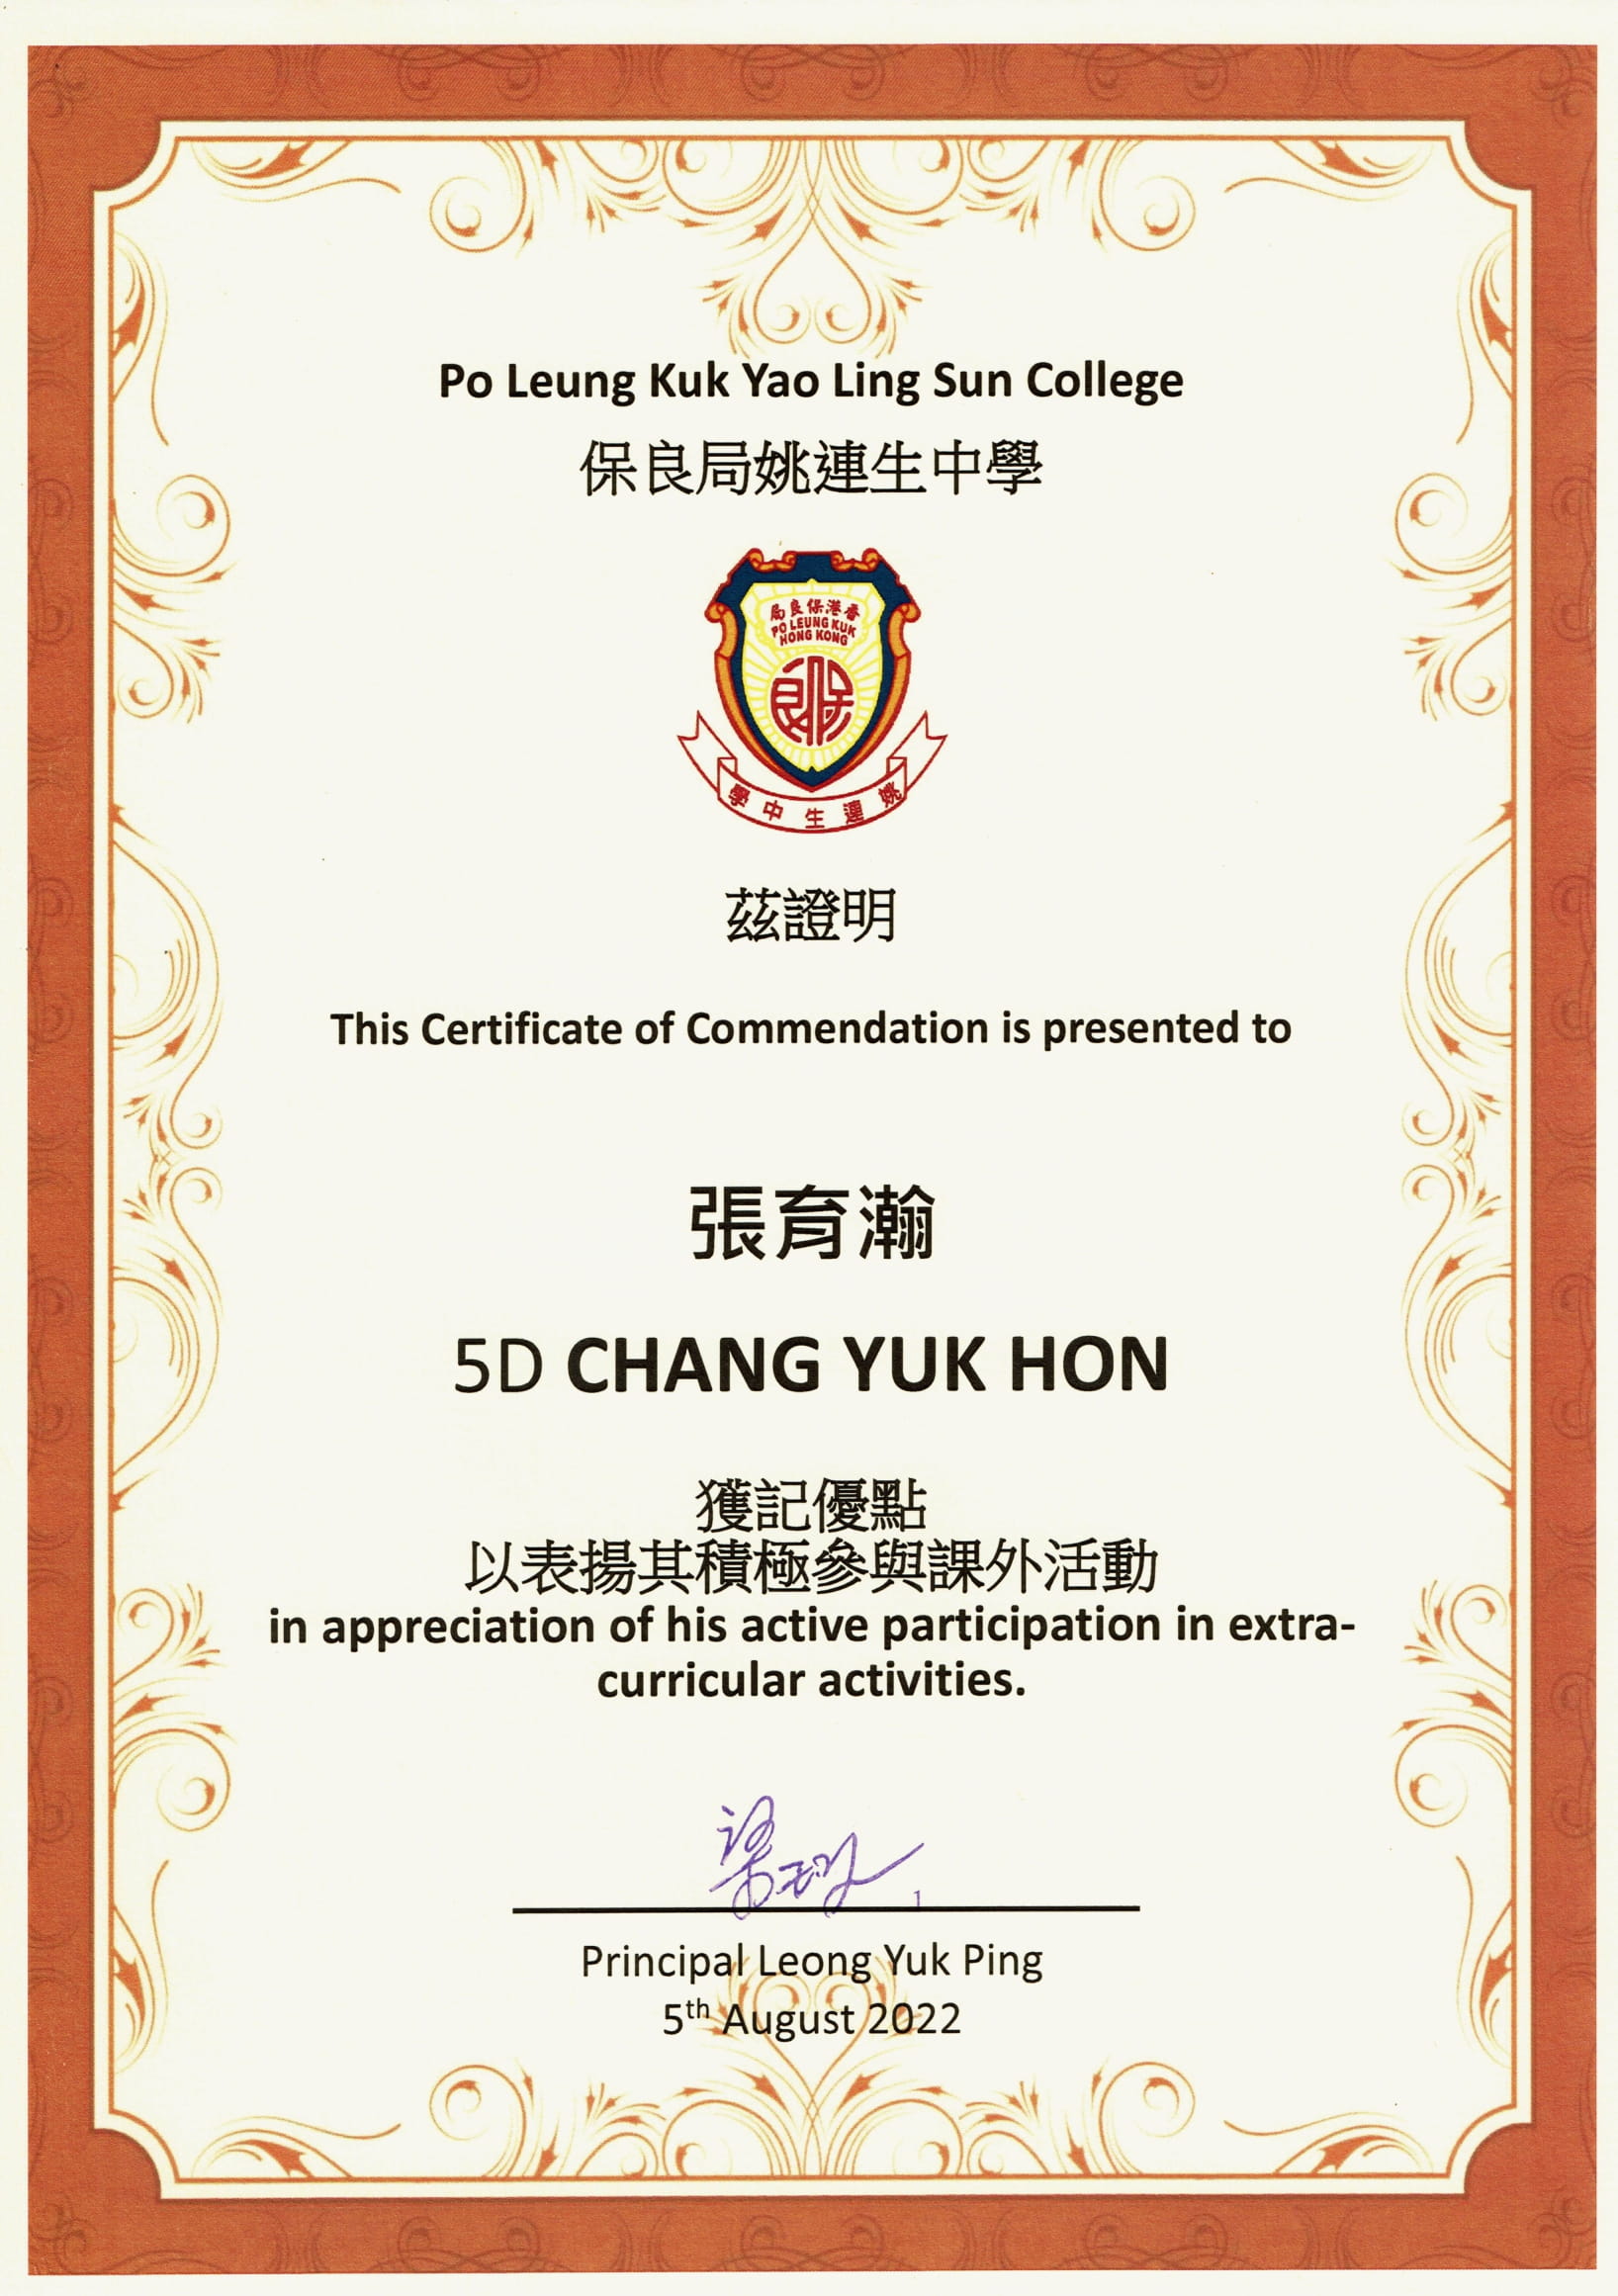 Po Leung Kuk Yao Ling Sun College
保良局姚連生中學
局良保港香
PO LEUNG KUK
HONG KONG
學中生連姚
茲證明
This Certificate of Commendation is presented to
張育瀚
5D CHANG YUK HON
獲記優點
以表揚其積極參與課外活動
in appreciation of his active participation in extra-
curricular activities.
Principal Leong Yuk Ping
5th August 2022